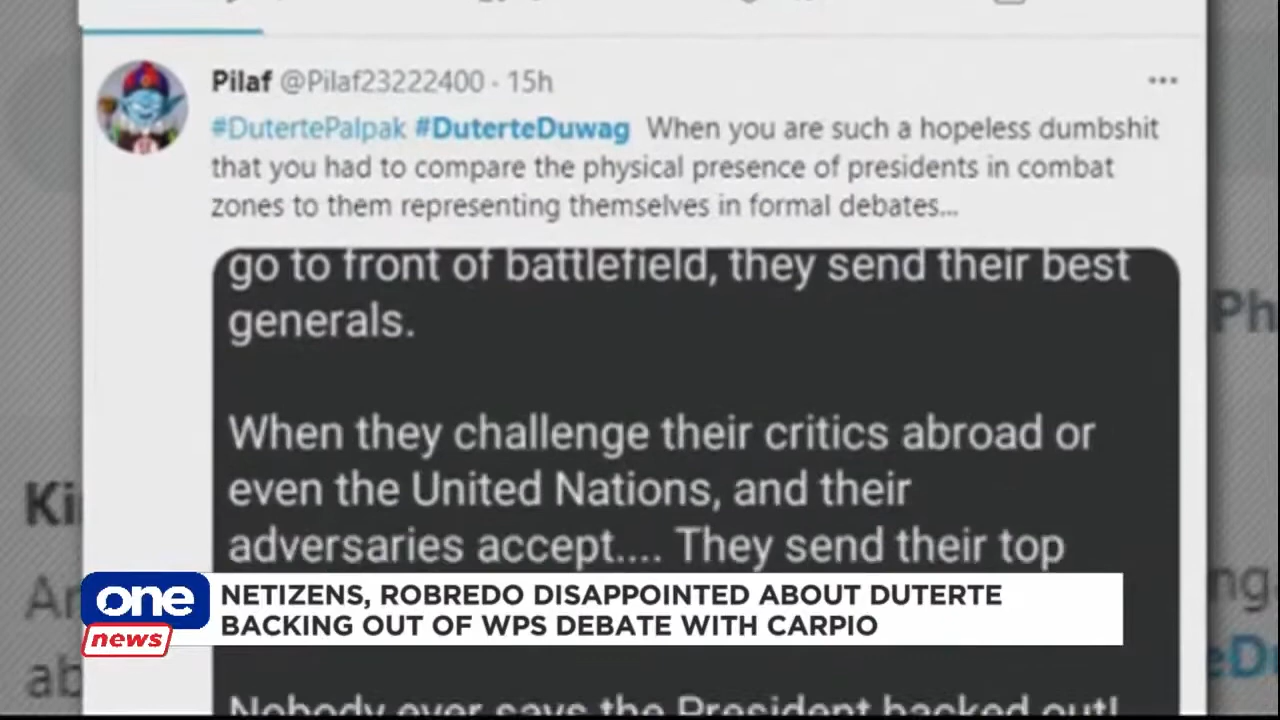 Pilaf @Pilaf23222400 · 15h
#DutertePalpak #DuterteDuwag When you are such a hopeless dumbshit
that you had to compare the physical presence of presidents in combat
zones to them representing themselves in formal debates...
go to front of battlefield, they send their best
generals.
When they challenge their critics abroad or
even the United Nations, and their
adversaries accept.... They send their top
one
news
NETIZENS, ROBREDO DISAPPOINTED ABOUT DUTERTE
BACKING OUT OF WPS DEBATE WITH CARPIO
Nobody ever says the President backed out!